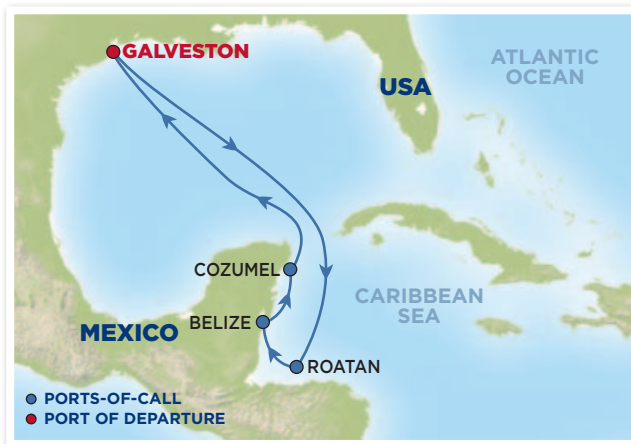 GALVESTON
ATLANTIC
OCEAN
USA
COZUMEL
CARIBBEAN
SEA
BELIZE
MEXICO
ROATAN
PORTS-OF-CALL
PORT OF DEPARTURE